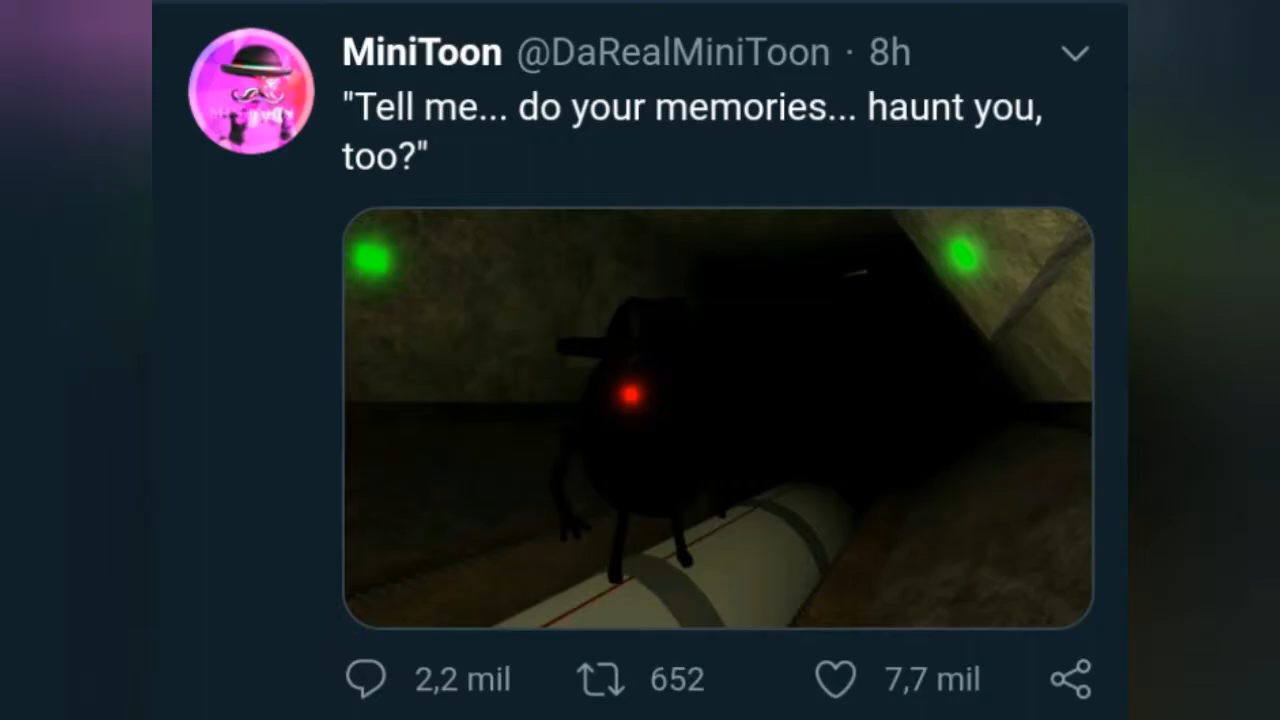 MiniToon @DaRealMiniToon · 8h
"Tell me... do your memories... haunt you,
too?"
2,2 mil 652 7,7 mil